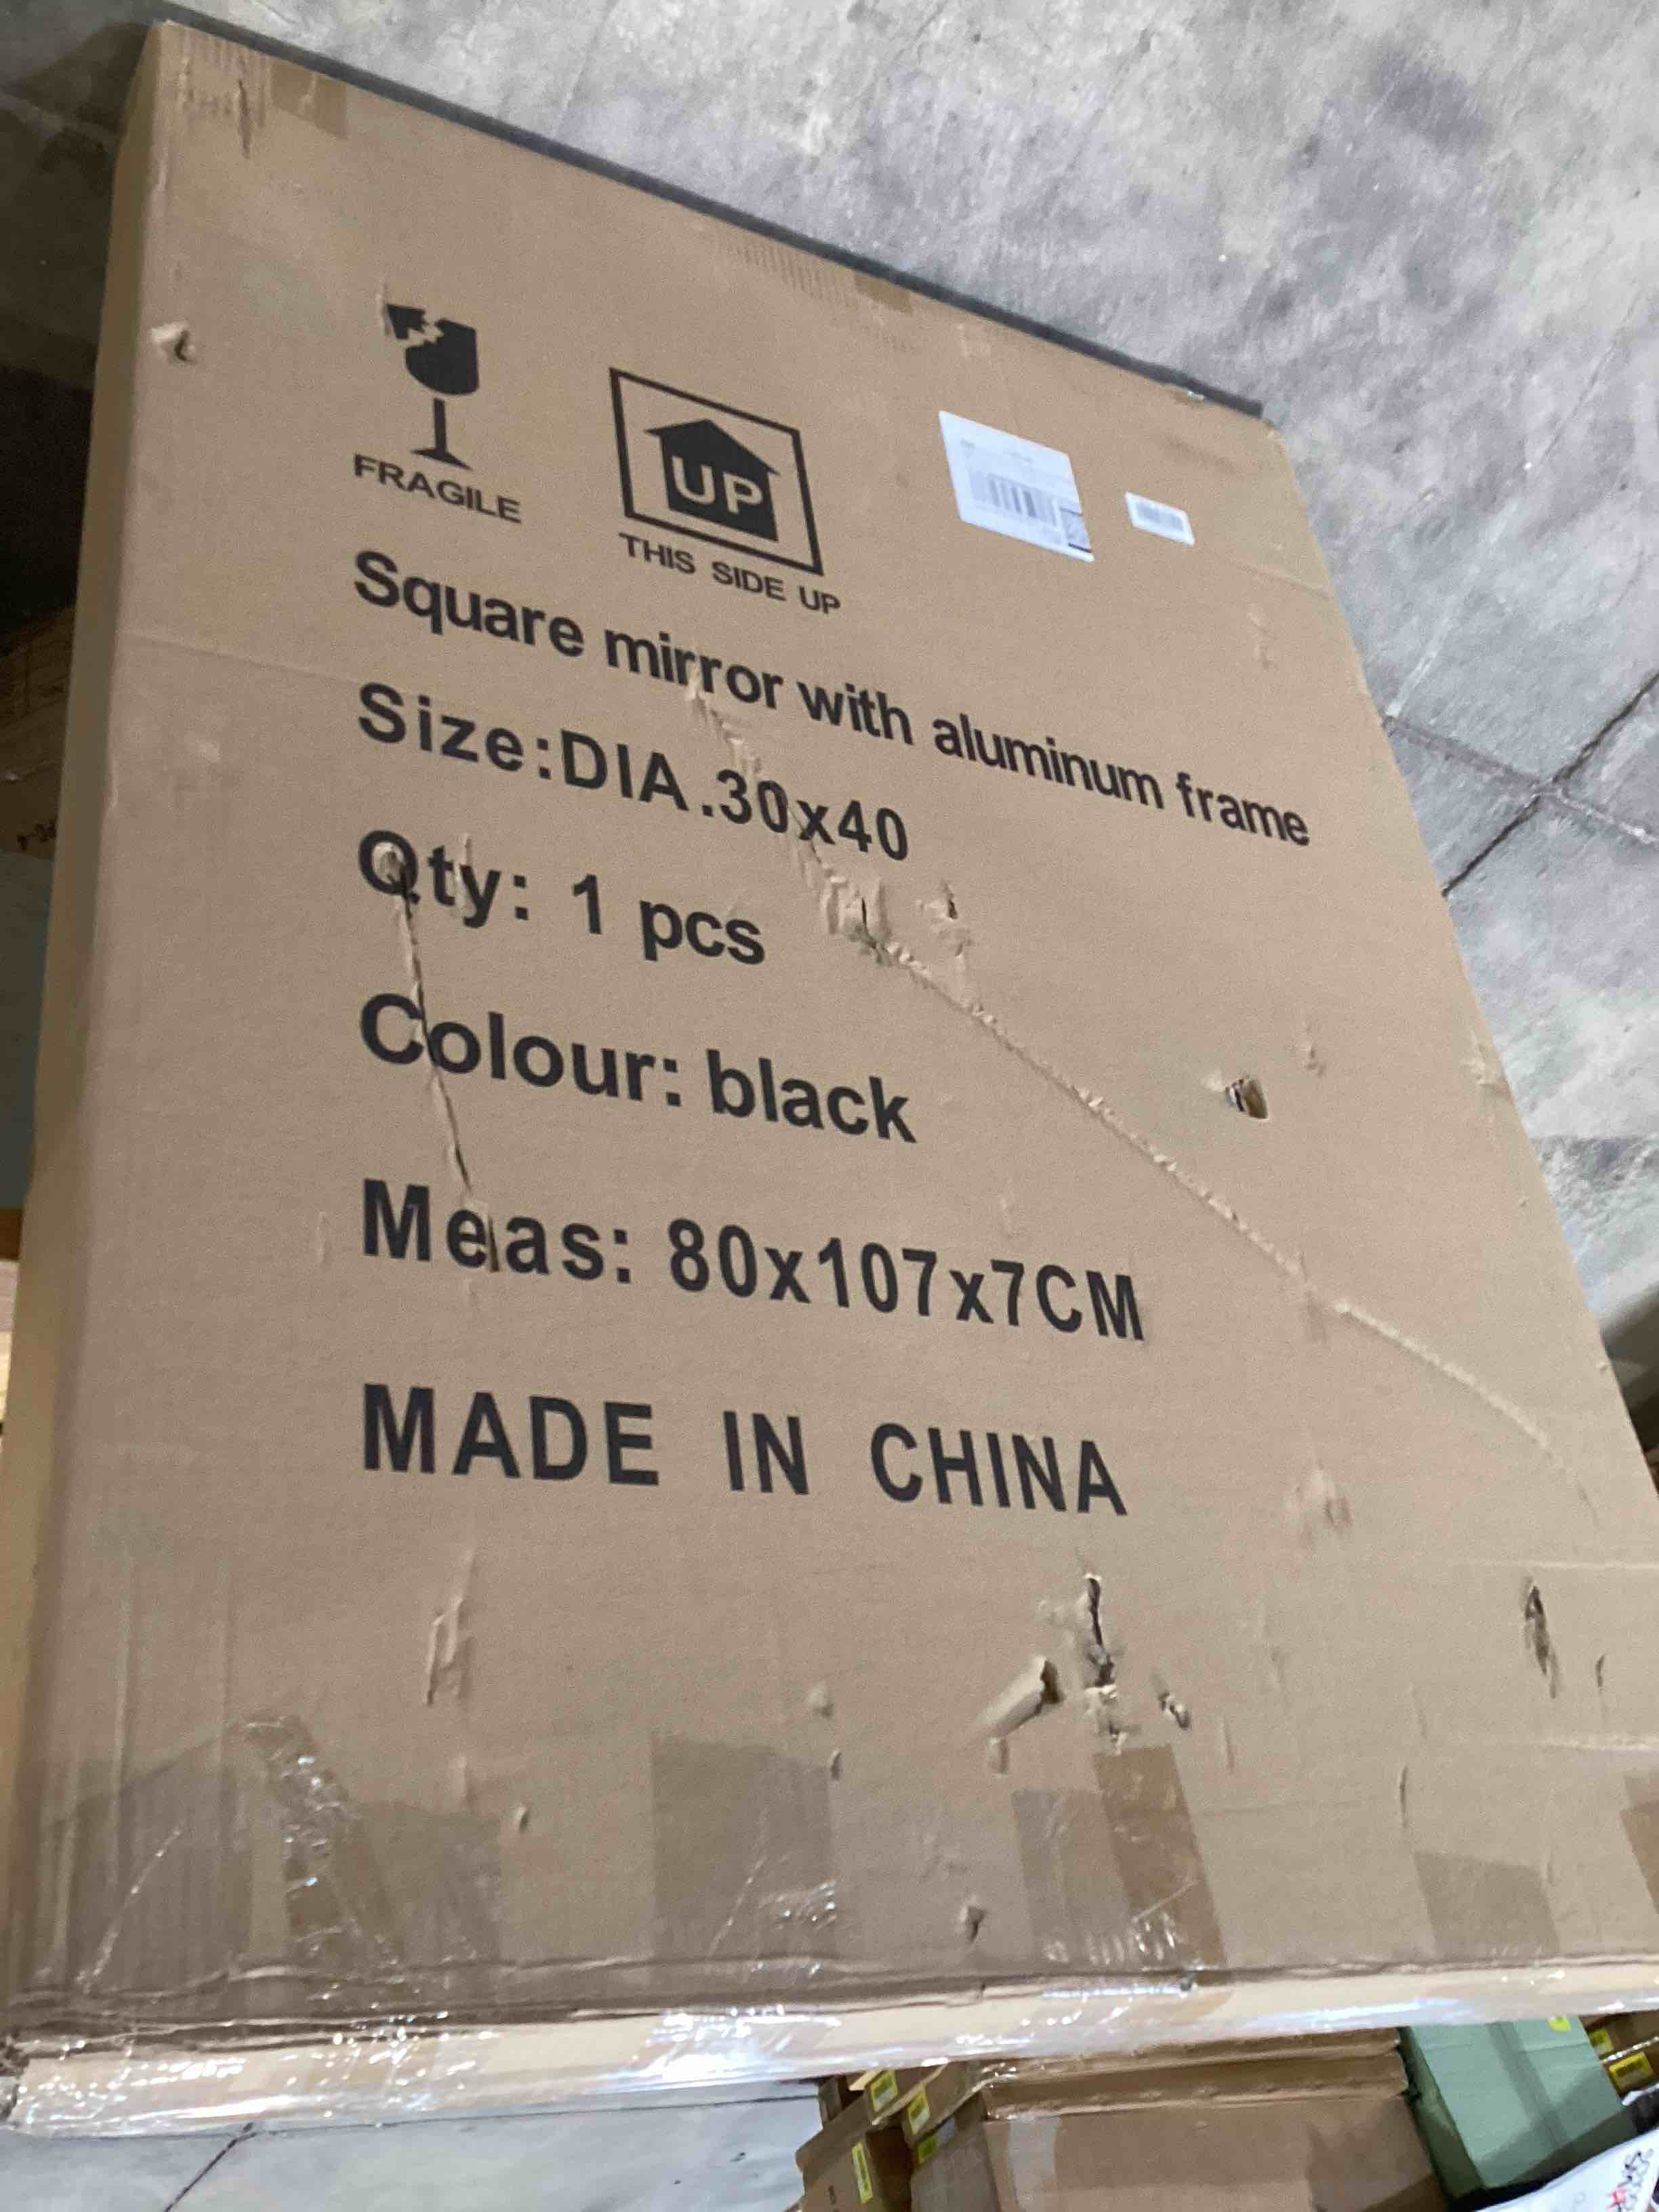 FRAGILE
UP
THIS SIDE UP
Square mirror with aluminum frame
Size:DIA.30x40
Qty: 1 pcs
Colour: black
Meas: 80x107x7CM
MADE IN CHINA